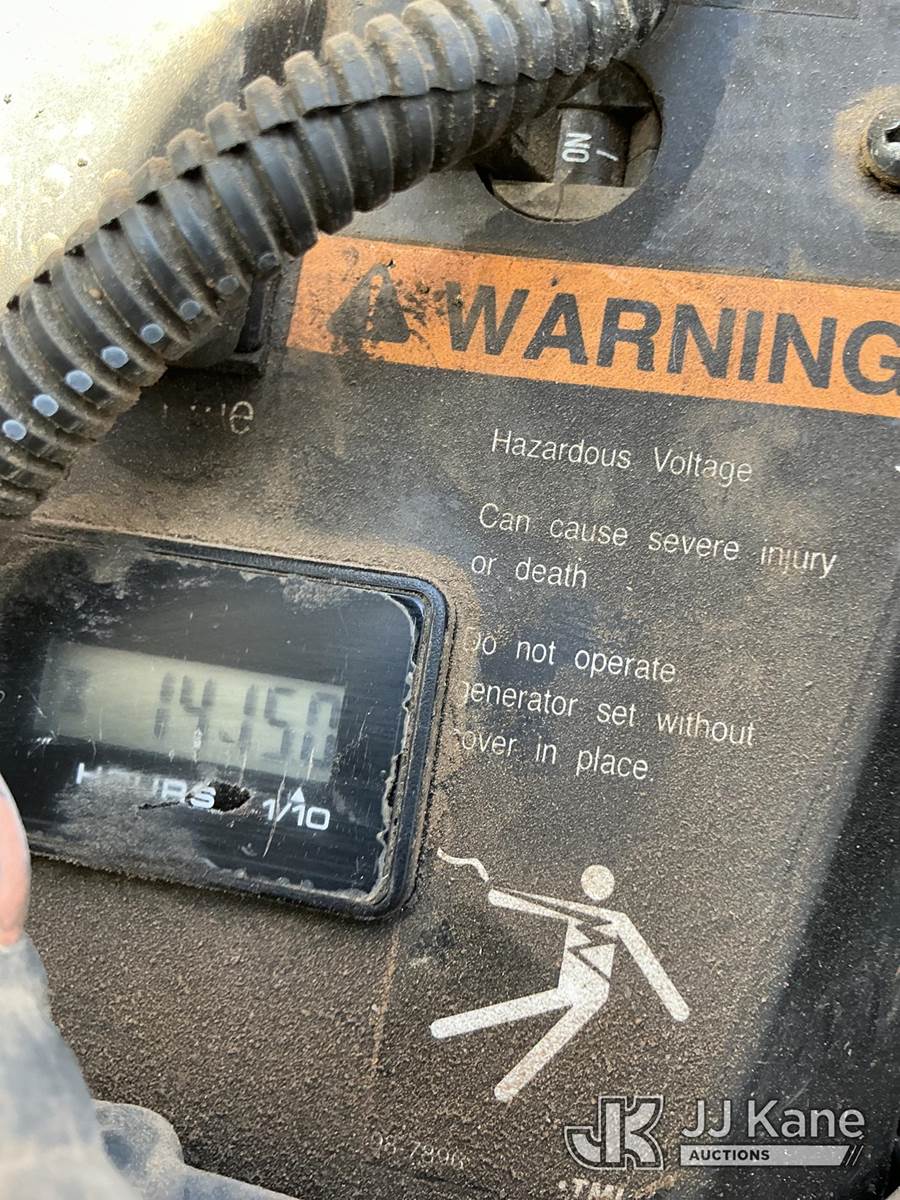 ON
/
WARNING
Hazardous Voltage
Can cause severe injury
or death
Do not operate
generator set without
cover in place.
HOURS 1/10
JK JJ Kane
AUCTIONS